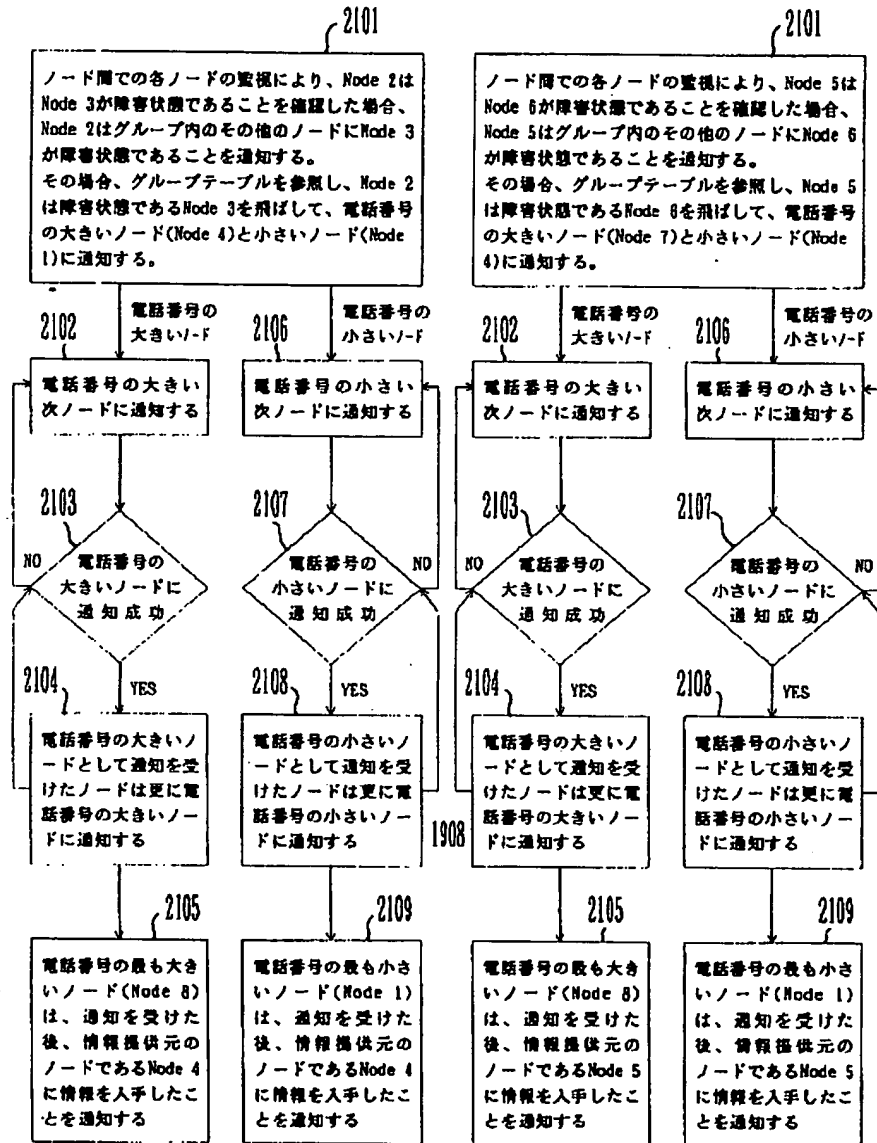 2101
ノード間での各ノードの監視により、Node 2は
Node 3が障害状態であることを確認した場合、
Node 2はグループ内のその他のノードにNode 3
が障害状態であることを通知する。
その場合、グループテーブルを参照し、Node 2
は障害状態であるNode 3を飛ばして、電話番号
の大きいノード(Node 4)と小さいノード(Node
1)に通知する。
電話番号の
大きいノード
電話番号の
小さいノード
2102
電話番号の大きい
次ノードに通知する
2106
電話番号の小さい
次ノードに通知する
2103
電話番号の
大きいノードに
通知成功
NO
YES
2107
電話番号の
小さいノードに
通知成功
NO
YES
2104
電話番号の大きいノ
ードとして通知を受
けたノードは更に電
話番号の大きいノー
ドに通知する
2108
電話番号の小さいノ
ードとして通知を受
けたノードは更に電
話番号の小さいノー
ドに通知する
2105
電話番号の最も大き
いノード(Node 8)
は、通知を受けた
後、情報提供元の
ノードであるNode 4
に情報を入手したこ
とを通知する
2109
電話番号の最も小さ
いノード(Node 1)
は、通知を受けた
後、情報提供元の
ノードであるNode 4
に情報を入手したこ
とを通知する
1908
2101
ノード間での各ノードの監視により、Node 5は
Node 6が障害状態であることを確認した場合、
Node 5はグループ内のその他のノードにNode 6
が障害状態であることを通知する。
その場合、グループテーブルを参照し、Node 5
は障害状態であるNode 6を飛ばして、電話番号
の大きいノード(Node 7)と小さいノード(Node
4)に通知する。
電話番号の
大きいノード
電話番号の
小さいノード
2102
電話番号の大きい
次ノードに通知する
2106
電話番号の小さい
次ノードに通知する
2103
電話番号の
大きいノードに
通知成功
NO
YES
2107
電話番号の
小さいノードに
通知成功
NO
YES
2104
電話番号の大きいノ
ードとして通知を受
けたノードは更に電
話番号の大きいノー
ドに通知する
2108
電話番号の小さいノ
ードとして通知を受
けたノードは更に電
話番号の小さいノー
ドに通知する
2105
電話番号の最も大き
いノード(Node 8)
は、通知を受けた
後、情報提供元の
ノードであるNode 5
に情報を入手したこ
とを通知する
2109
電話番号の最も小さ
いノード(Node 1)
は、通知を受けた
後、情報提供元の
ノードであるNode 5
に情報を入手したこ
とを通知する